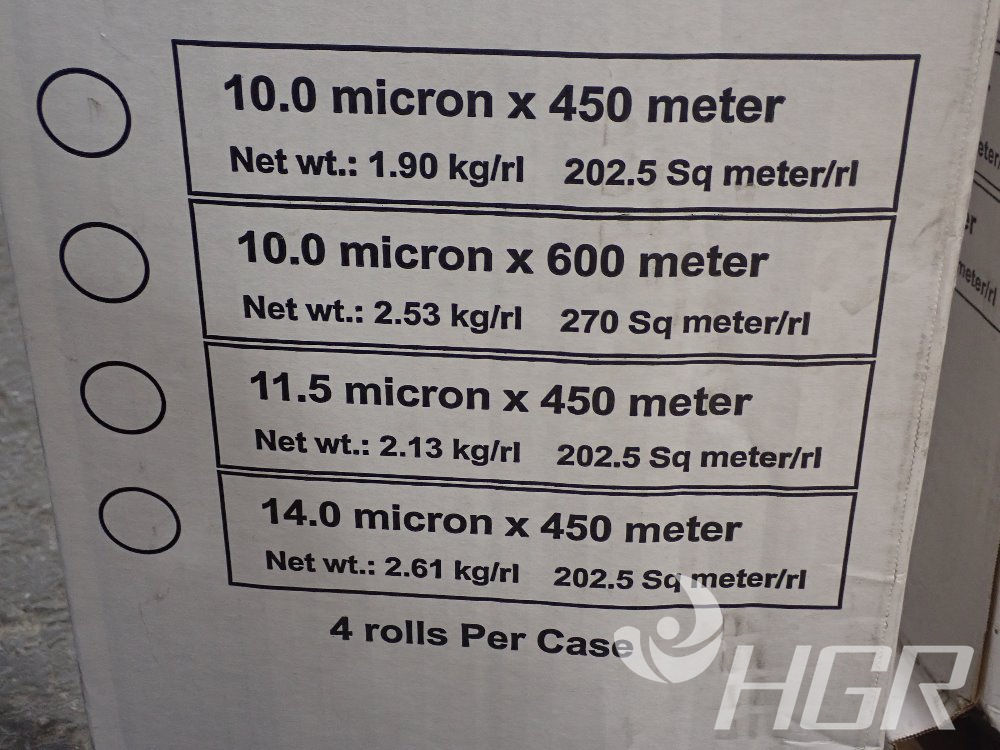 10.0 micron x 450 meter
Net wt.: 1.90 kg/rl 202.5 Sq meter/rl
10.0 micron x 600 meter
Net wt.: 2.53 kg/rl 270 Sq meter/rl
11.5 micron x 450 meter
Net wt.: 2.13 kg/rl 202.5 Sq meter/rl
14.0 micron x 450 meter
Net wt.: 2.61 kg/rl 202.5 Sq meter/rl
4 rolls Per Case
HGR